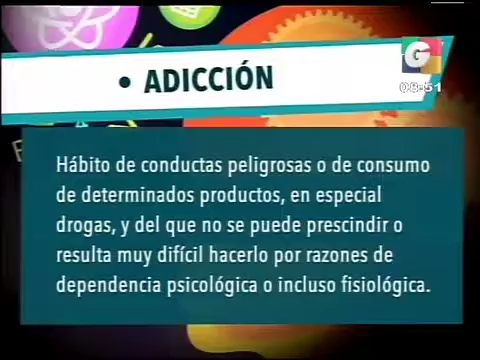 G
08:51
• ADICCIÓN
Hábito de conductas peligrosas o de consumo
de determinados productos, en especial
drogas, y del que no se puede prescindir o
resulta muy difícil hacerlo por razones de
dependencia psicológica o incluso fisiológica.